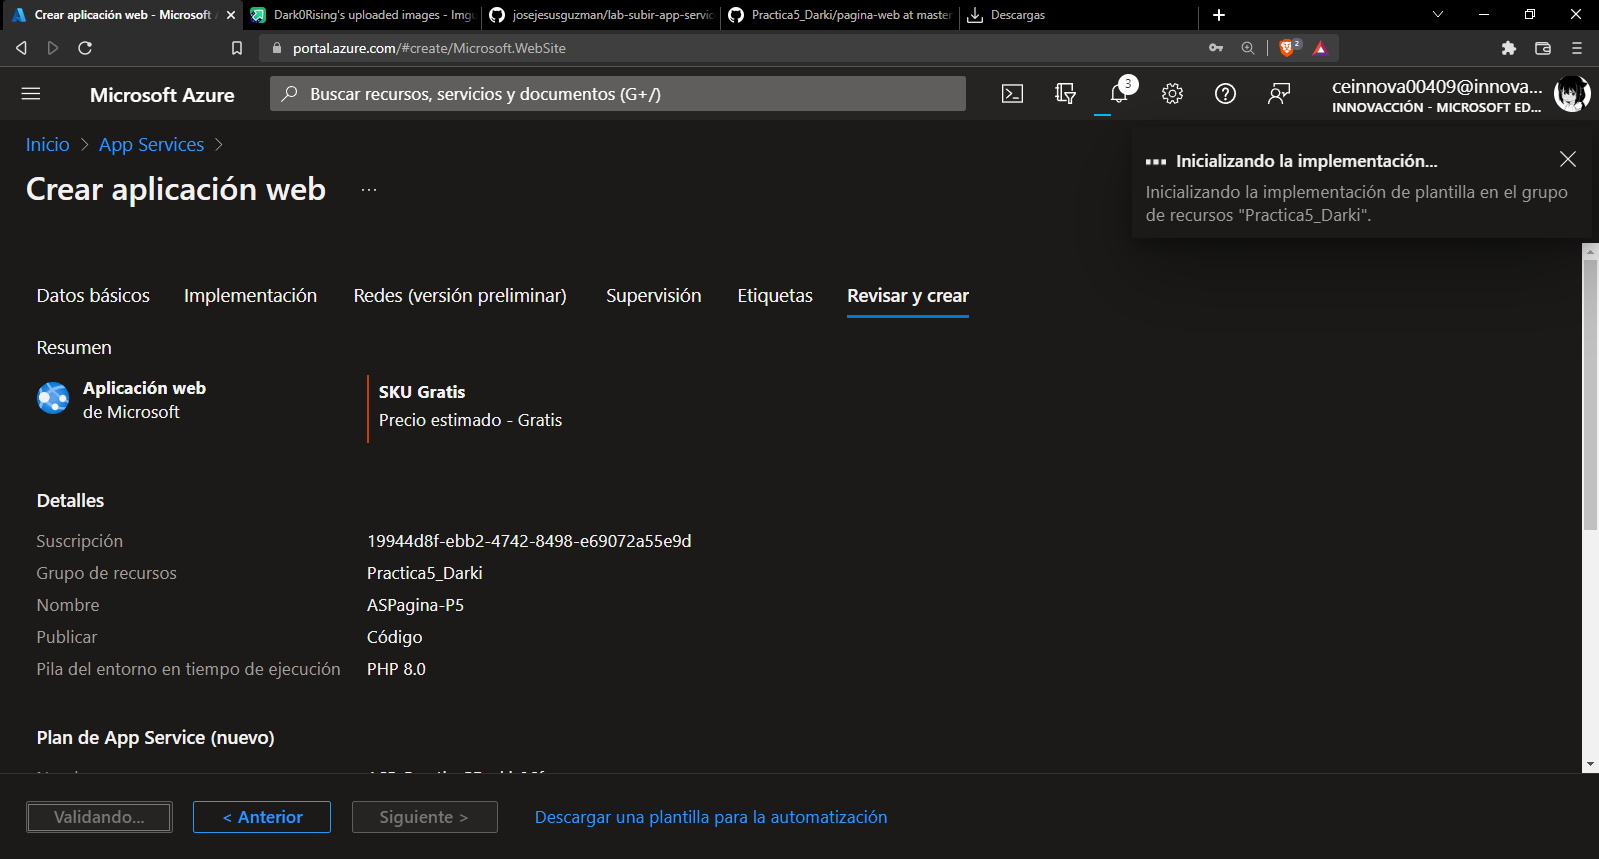 Crear aplicación web - Microsoft
Dark0Rising's uploaded images - Imgu
josejesusguzman/lab-subir-app-servic
Practica5_Darki/pagina-web at master
Descargas
portal.azure.com/#create/Microsoft.WebSite
2
Microsoft Azure
Buscar recursos, servicios y documentos (G+/)
3
ceinnova00409@innova...
INNOVACCIÓN - MICROSOFT ED...
Inicio > App Services >
Crear aplicación web ...
Inicializando la implementación...
Inicializando la implementación de plantilla en el grupo
de recursos "Practica5_Darki".
Datos básicos Implementación Redes (versión preliminar) Supervisión Etiquetas Revisar y crear
Resumen
Aplicación web
de Microsoft
SKU Gratis
Precio estimado - Gratis
Detalles
Suscripción 19944d8f-ebb2-4742-8498-e69072a55e9d
Grupo de recursos Practica5_Darki
Nombre ASPagina-P5
Publicar Código
Pila del entorno en tiempo de ejecución PHP 8.0
Plan de App Service (nuevo)
Validando... < Anterior Siguiente > Descargar una plantilla para la automatización